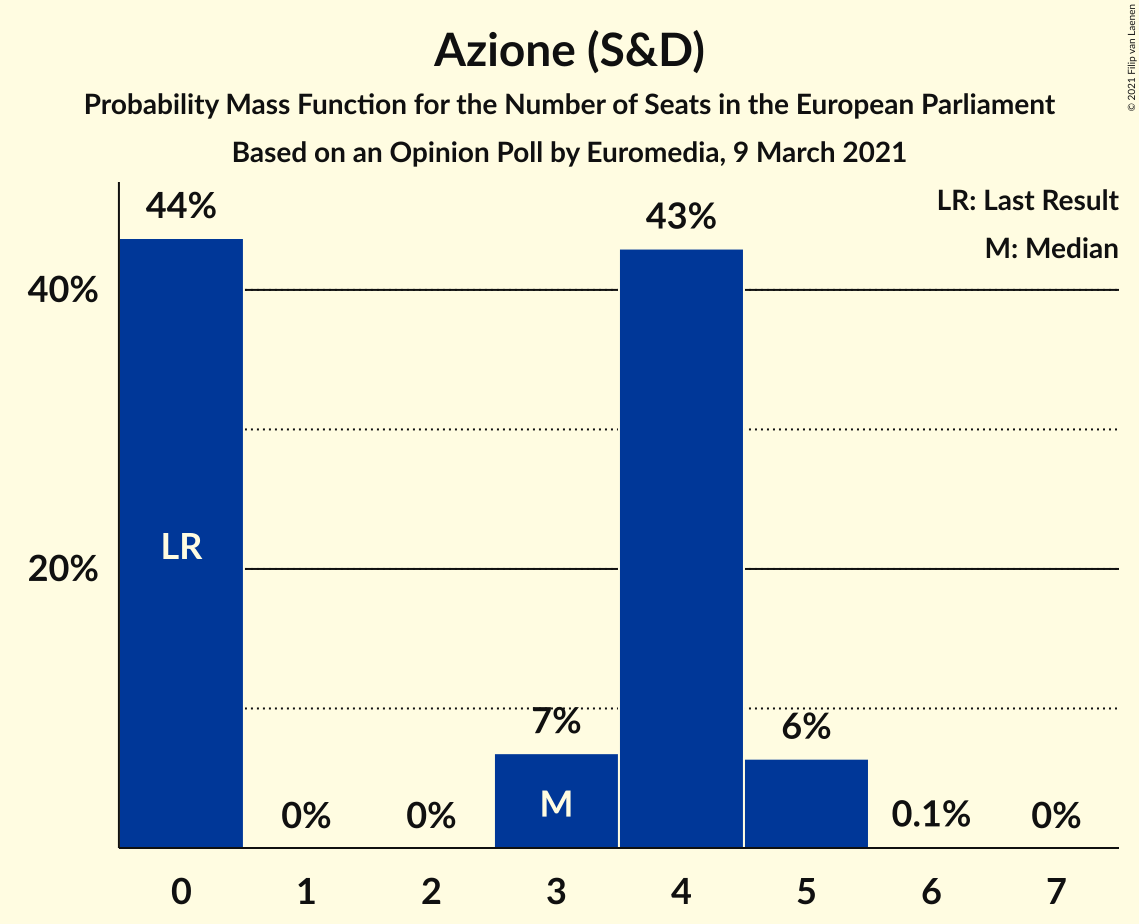 Azione (S&D)
Probability Mass Function for the Number of Seats in the European Parliament
Based on an Opinion Poll by Euromedia, 9 March 2021
© 2021 Filip van Laenen
LR: Last Result
M: Median
44%
43%
40%
LR
20%
7%
6%
M
0%
0%
0.1%
0%
0
1
2
3
4
5
6
7